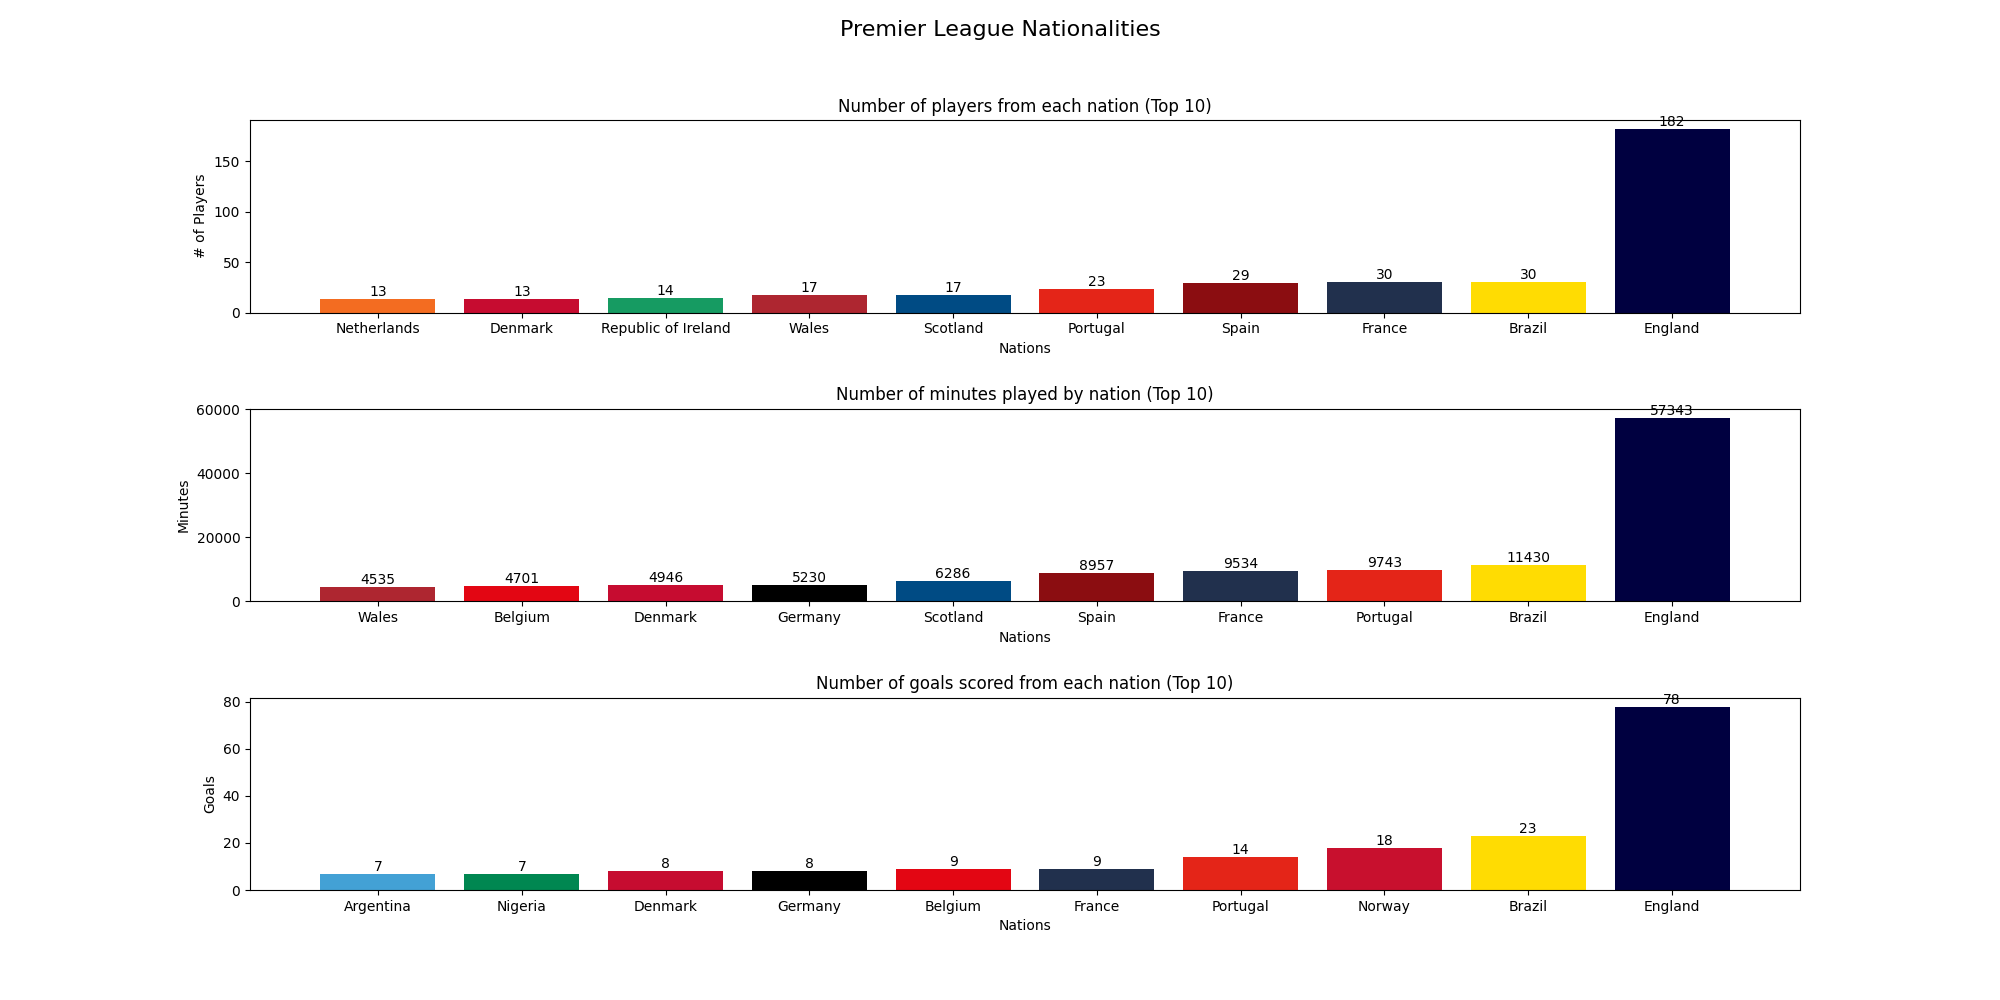 Premier League Nationalities
Number of players from each nation (Top 10)
# of Players
150
100
50
0
13 13 14 17 17 23 29 30 30 182
Netherlands Denmark Republic of Ireland Wales Scotland Portugal Spain France Brazil England
Nations
Number of minutes played by nation (Top 10)
Minutes
60000
40000
20000
0
4535 4701 4946 5230 6286 8957 9534 9743 11430 57343
Wales Belgium Denmark Germany Scotland Spain France Portugal Brazil England
Nations
Number of goals scored from each nation (Top 10)
Goals
80
60
40
20
0
7 7 8 8 9 9 14 18 23 78
Argentina Nigeria Denmark Germany Belgium France Portugal Norway Brazil England
Nations